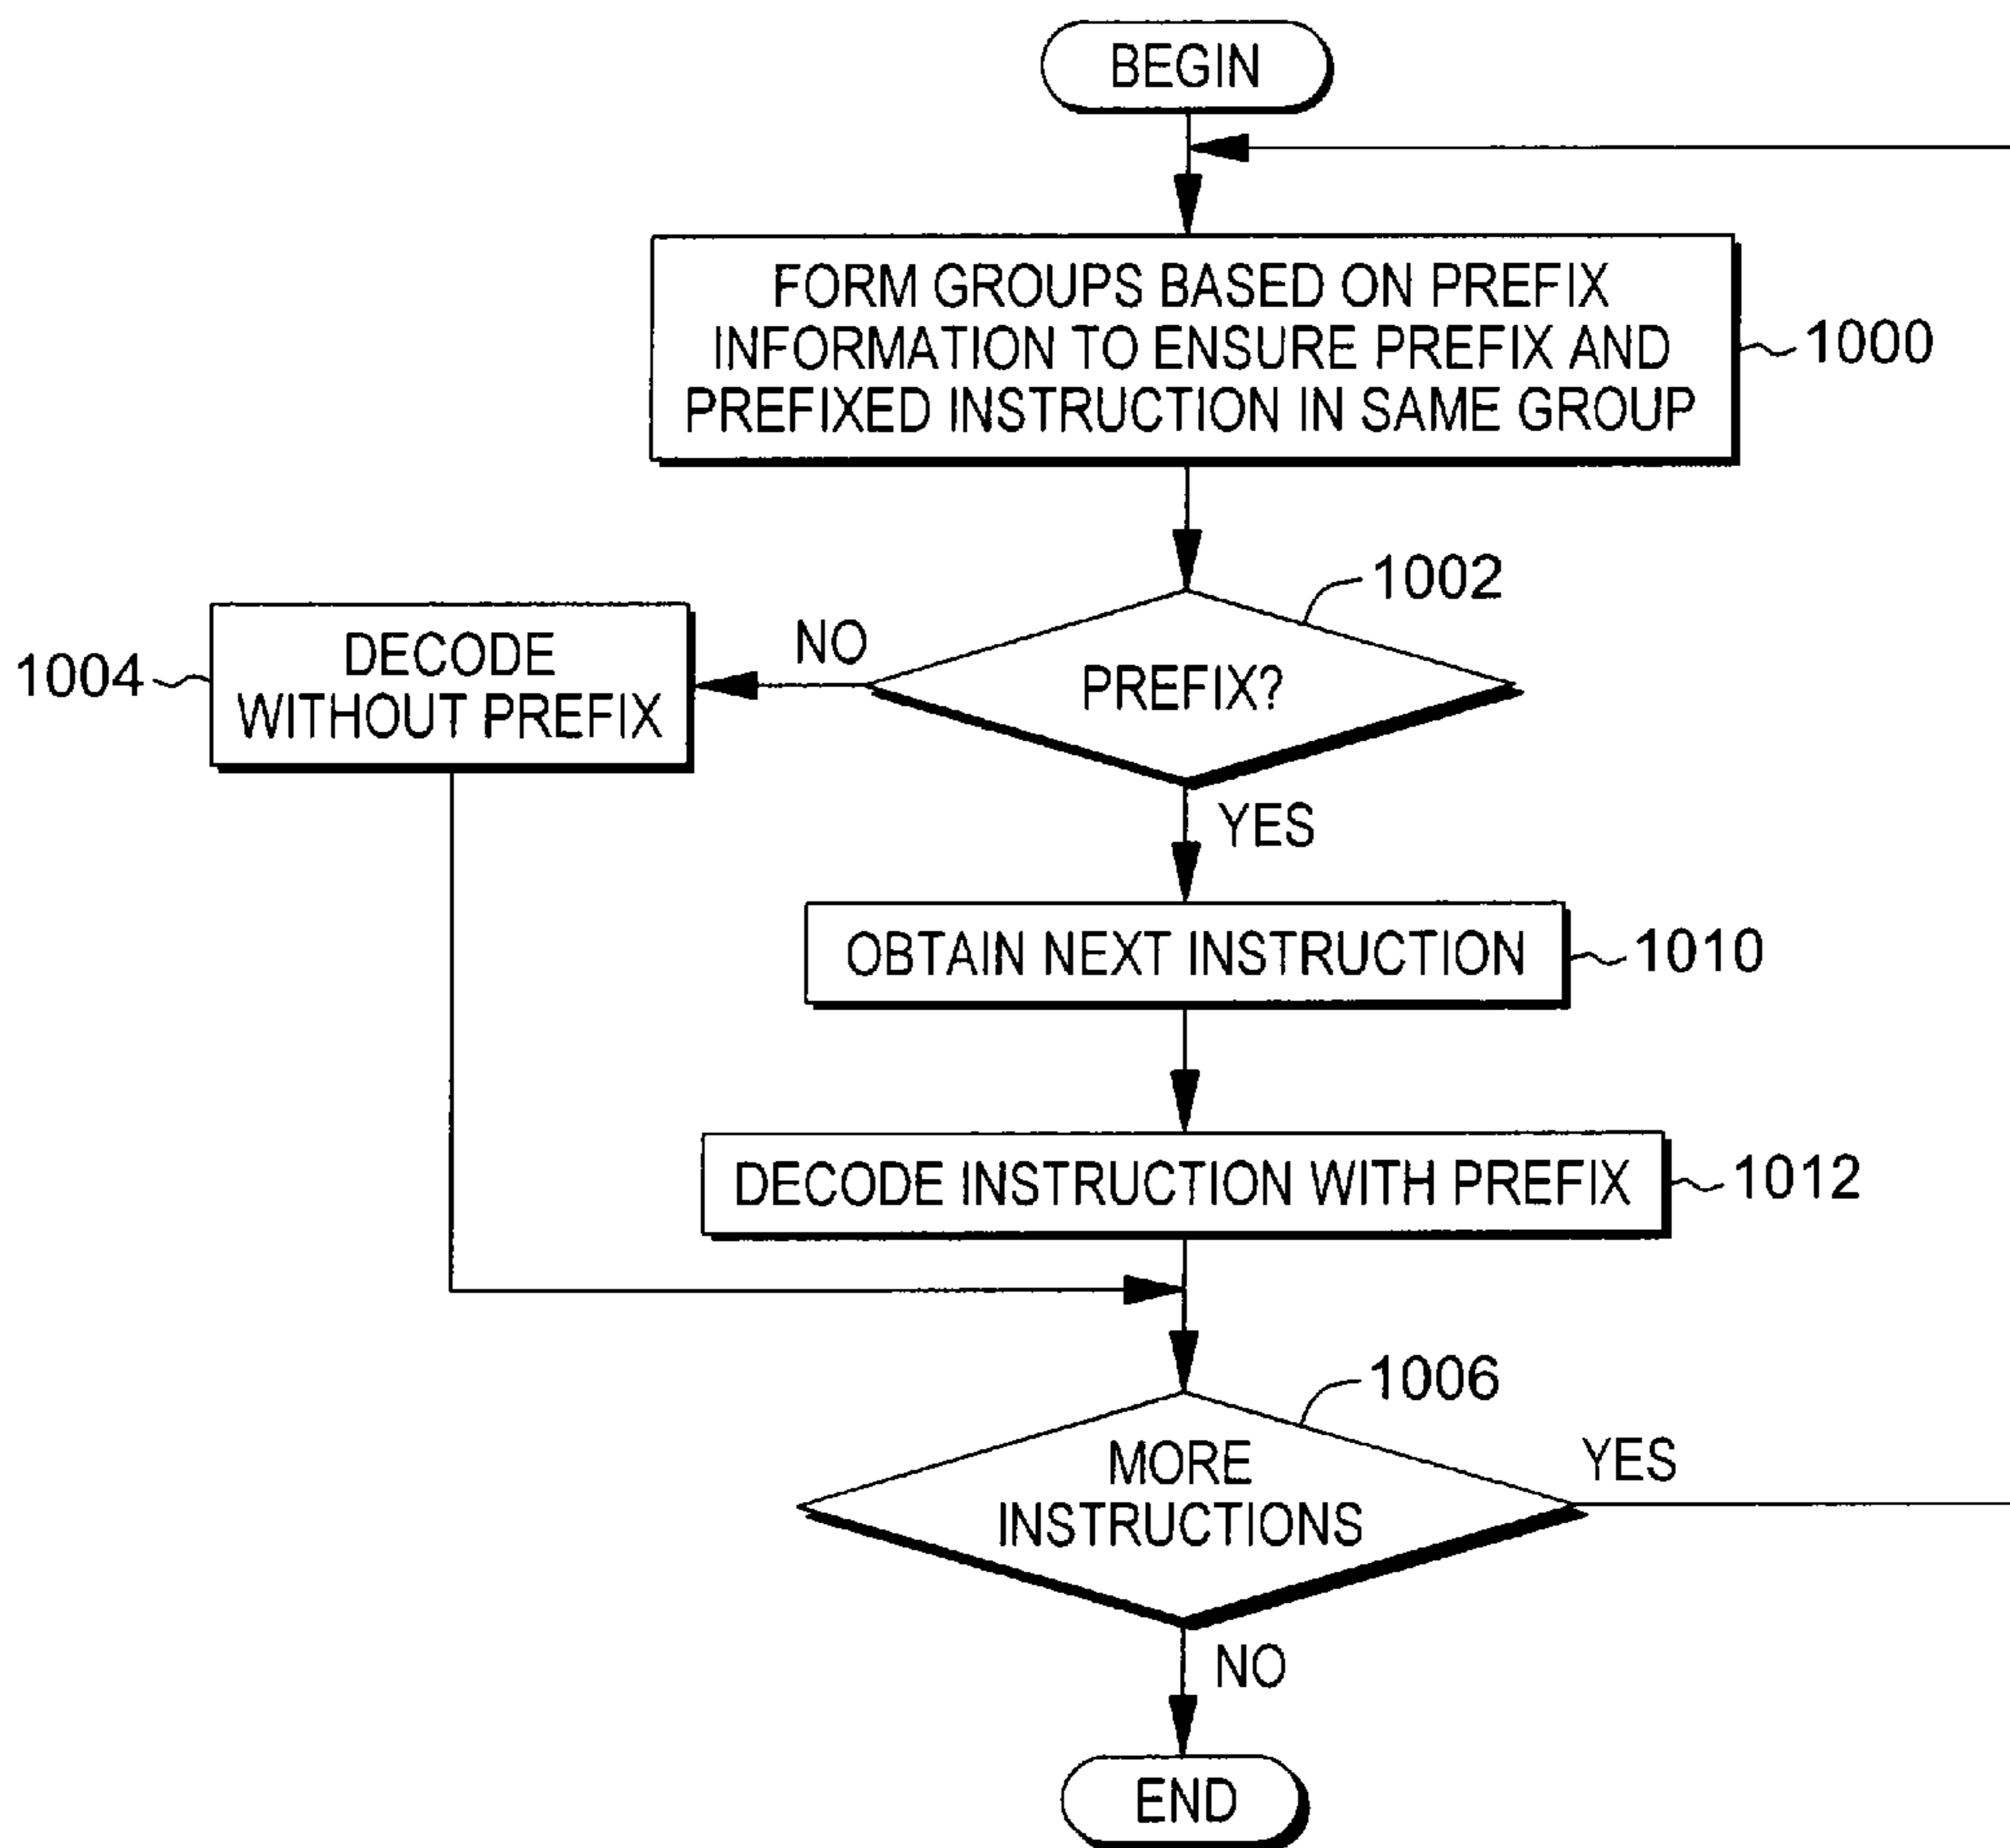 BEGIN
FORM GROUPS BASED ON PREFIX
INFORMATION TO ENSURE PREFIX AND
PREFIXED INSTRUCTION IN SAME GROUP
1000
1002
PREFIX?
NO
DECODE
WITHOUT PREFIX
1004
YES
OBTAIN NEXT INSTRUCTION
1010
DECODE INSTRUCTION WITH PREFIX
1012
1006
MORE
INSTRUCTIONS
YES
NO
END